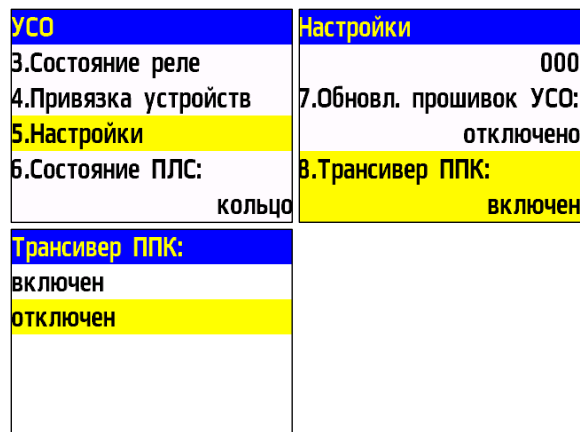 УСО
3.Состояние реле
4.Привязка устройств
5.Настройки
6.Состояние ПЛС:
кольцо
Настройки
000
7.Обновл. прошивок УСО:
отключено
8.Трансивер ППК:
включен
Трансивер ППК:
включен
отключен